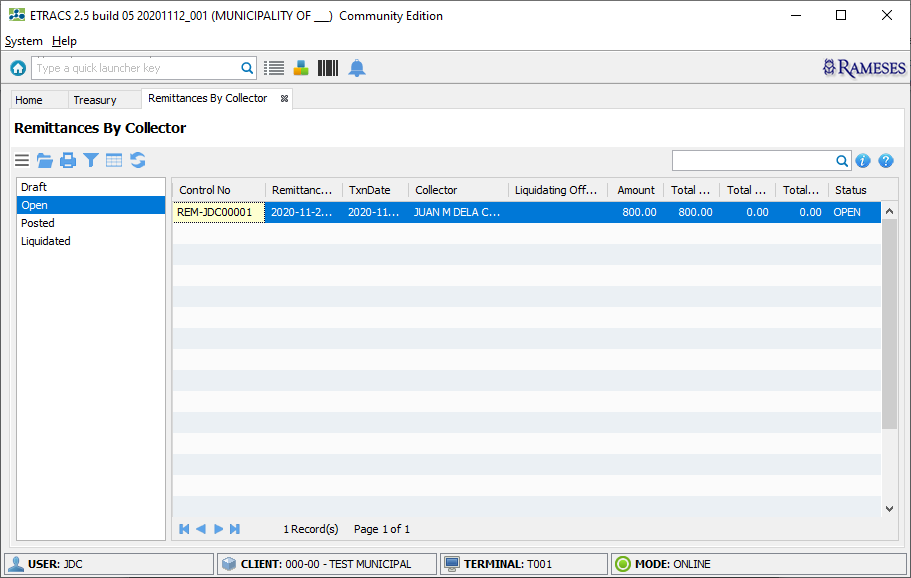 ETRACS 2.5 build 05 20201112_001 (MUNICIPALITY OF ___) Community Edition
System Help
Type a quick launcher key
RAMESES
Home Treasury Remittances By Collector
Remittances By Collector
Draft
Open
Posted
Liquidated
Control No Remittanc... TxnDate Collector Liquidating Off... Amount Total ... Total ... Total... Status
REM-JDC00001 2020-11-2... 2020-11... JUAN M DELA C... 800.00 800.00 0.00 0.00 OPEN
1 Record(s) Page 1 of 1
USER: JDC CLIENT: 000-00 - TEST MUNICIPAL TERMINAL: T001 MODE: ONLINE